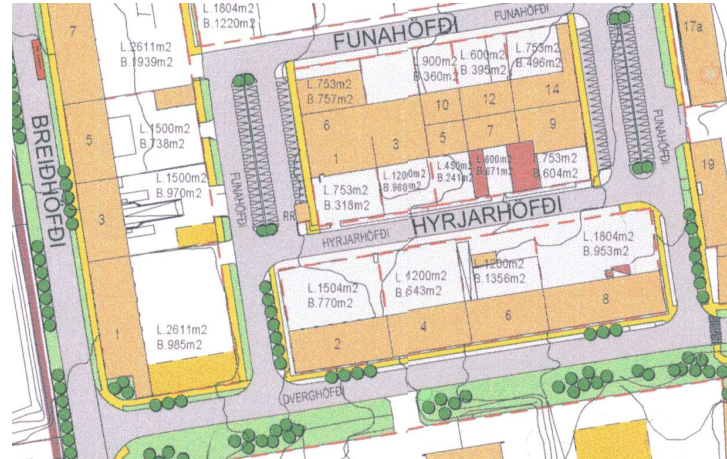 7
L.2611m2
B.1939m2
L.1804m2
B.1220m2
FUNAHÖFÐI
FUNAHÖFÐI
17a
BREIÐHÖFÐI
5
L.1500m2
B.738m2
L.1500m2
B.970m2
3
1
L.2611m2
B.985m2
FUNAHÖFÐI
L.753m2
B.757m2
6
L.900m2
B.360m2
10
L.600m2
B.395m2
12
L.753m2
B.496m2
14
1
3
5
7
9
L.753m2
B.318m2
L.1200m2
B.960m2
L.450m2
B.241m2
L.600m2
B.671m2
L.753m2
B.604m2
FUNAHÖFÐI
19
HYRJARHÖFÐI
HYRJARHÖFÐI
L.1504m2
B.770m2
L.1200m2
B.643m2
L.1200m2
B.1356m2
L.1804m2
B.953m2
2
4
6
8
DVERGHÖFÐI